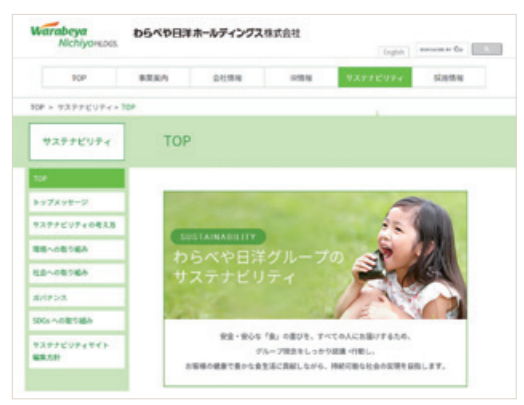 Warabeya
NichiyoHLDGS.
わらべや日洋ホールディングス株式会社
English
TOP
事業案内
会社情報
IR情報
サステナビリティ
採用情報
TOP > サステナビリティ > TOP
サステナビリティ
TOP
TOP
トップメッセージ
サステナビリティの考え方
環境への取り組み
社会への取り組み
ガバナンス
SDGsへの取り組み
サステナビリティサイト
編集方針
SUSTAINABILITY
わらべや日洋グループの
サステナビリティ
安全・安心な「食」の喜びを、すべての人にお届けするため、
グループ理念をしっかり認識・行動し、
お客様の健康で豊かな食生活に貢献しながら、持続可能な社会の実現を目指します。